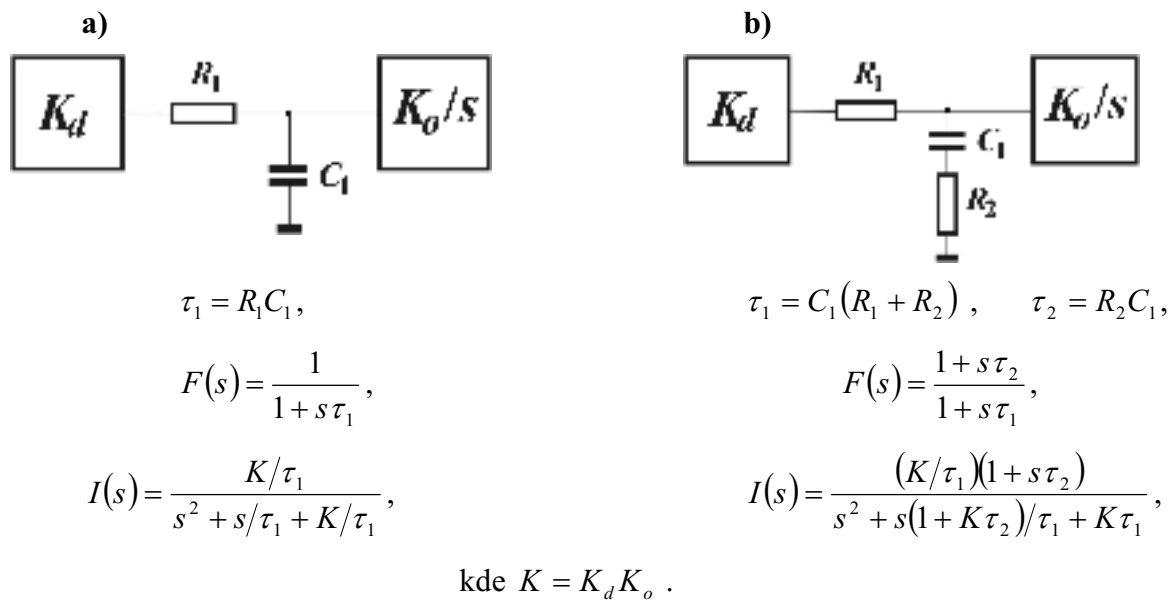 a) b)
K_d R_1 K_o/s K_d R_1 K_o/s
C_1 C_1
R_2
τ_1 = R_1C_1, τ_1 = C_1(R_1 + R_2) , τ_2 = R_2C_1,
F(s) = 1/(1 + sτ_1), F(s) = (1 + sτ_2)/(1 + sτ_1),
I(s) = (K/τ_1)/(s^2 + s/τ_1 + K/τ_1), I(s) = ((K/τ_1)(1 + sτ_2))/(s^2 + s(1 + Kτ_2)/τ_1 + Kτ_1),
kde K = K_dK_o .